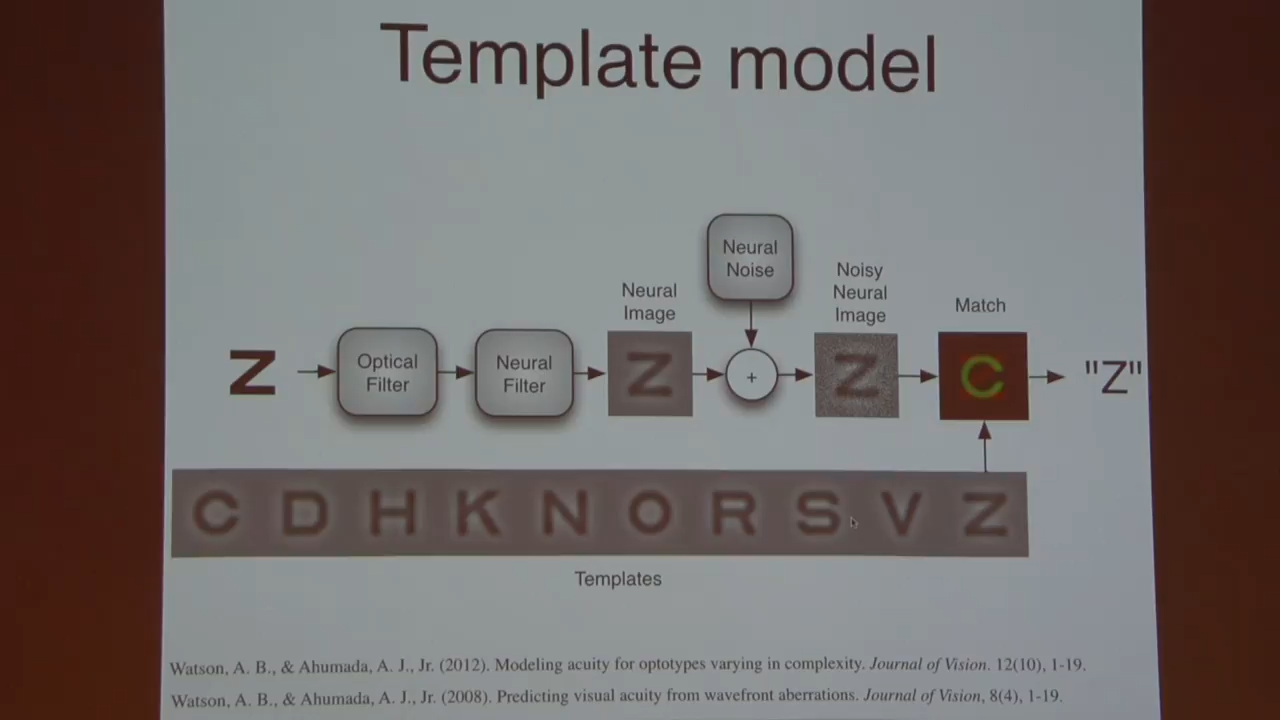 Template model
Neural
Noise
Neural
Image
Noisy
Neural
Image
Match
Z
Optical
Filter
Neural
Filter
Z
+
Z
C
"Z"
C D H K N O R S V Z
Templates
Watson, A. B., & Ahumada, A. J., Jr. (2012). Modeling acuity for optotypes varying in complexity. Journal of Vision. 12(10), 1-19.
Watson, A. B., & Ahumada, A. J., Jr. (2008). Predicting visual acuity from wavefront aberrations. Journal of Vision, 8(4), 1-19.